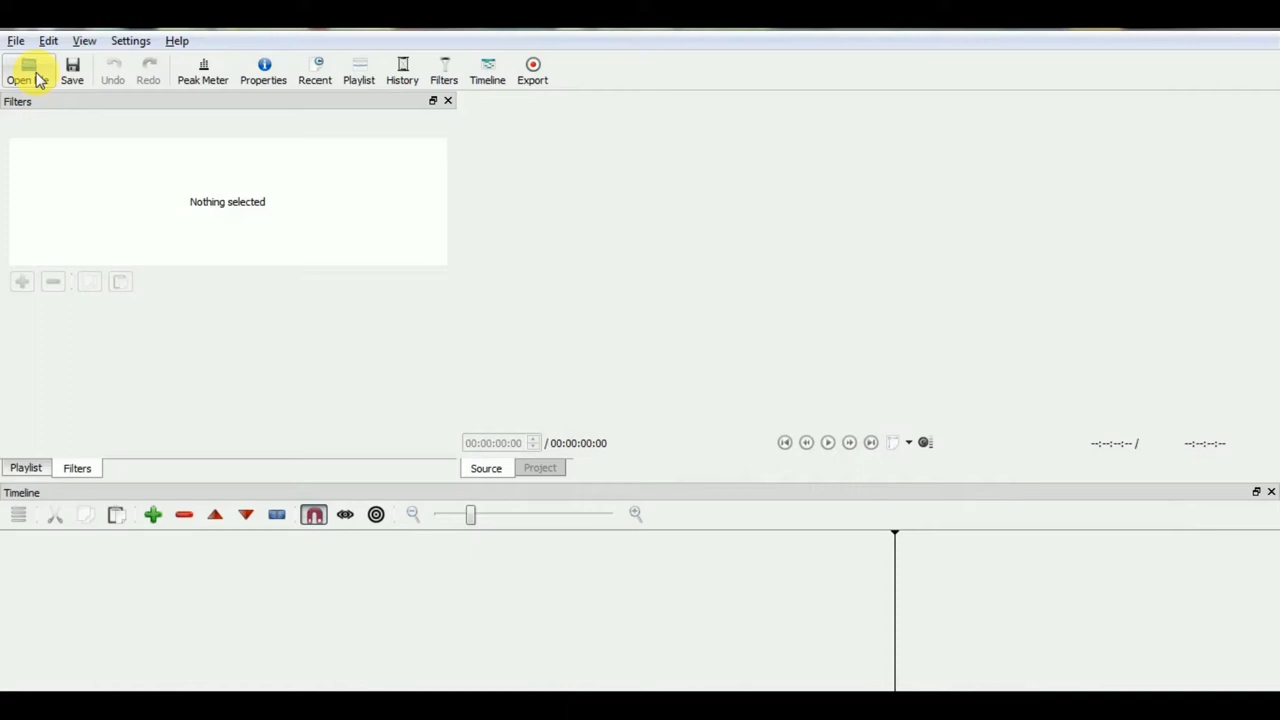 File Edit View Settings Help
Open Save Undo Redo Peak Meter Properties Recent Playlist History Filters Timeline Export
Filters
Nothing selected
00:00:00:00 / 00:00:00:00 --:--:--:-- / --:--:--:--
Playlist Filters Source Project
Timeline